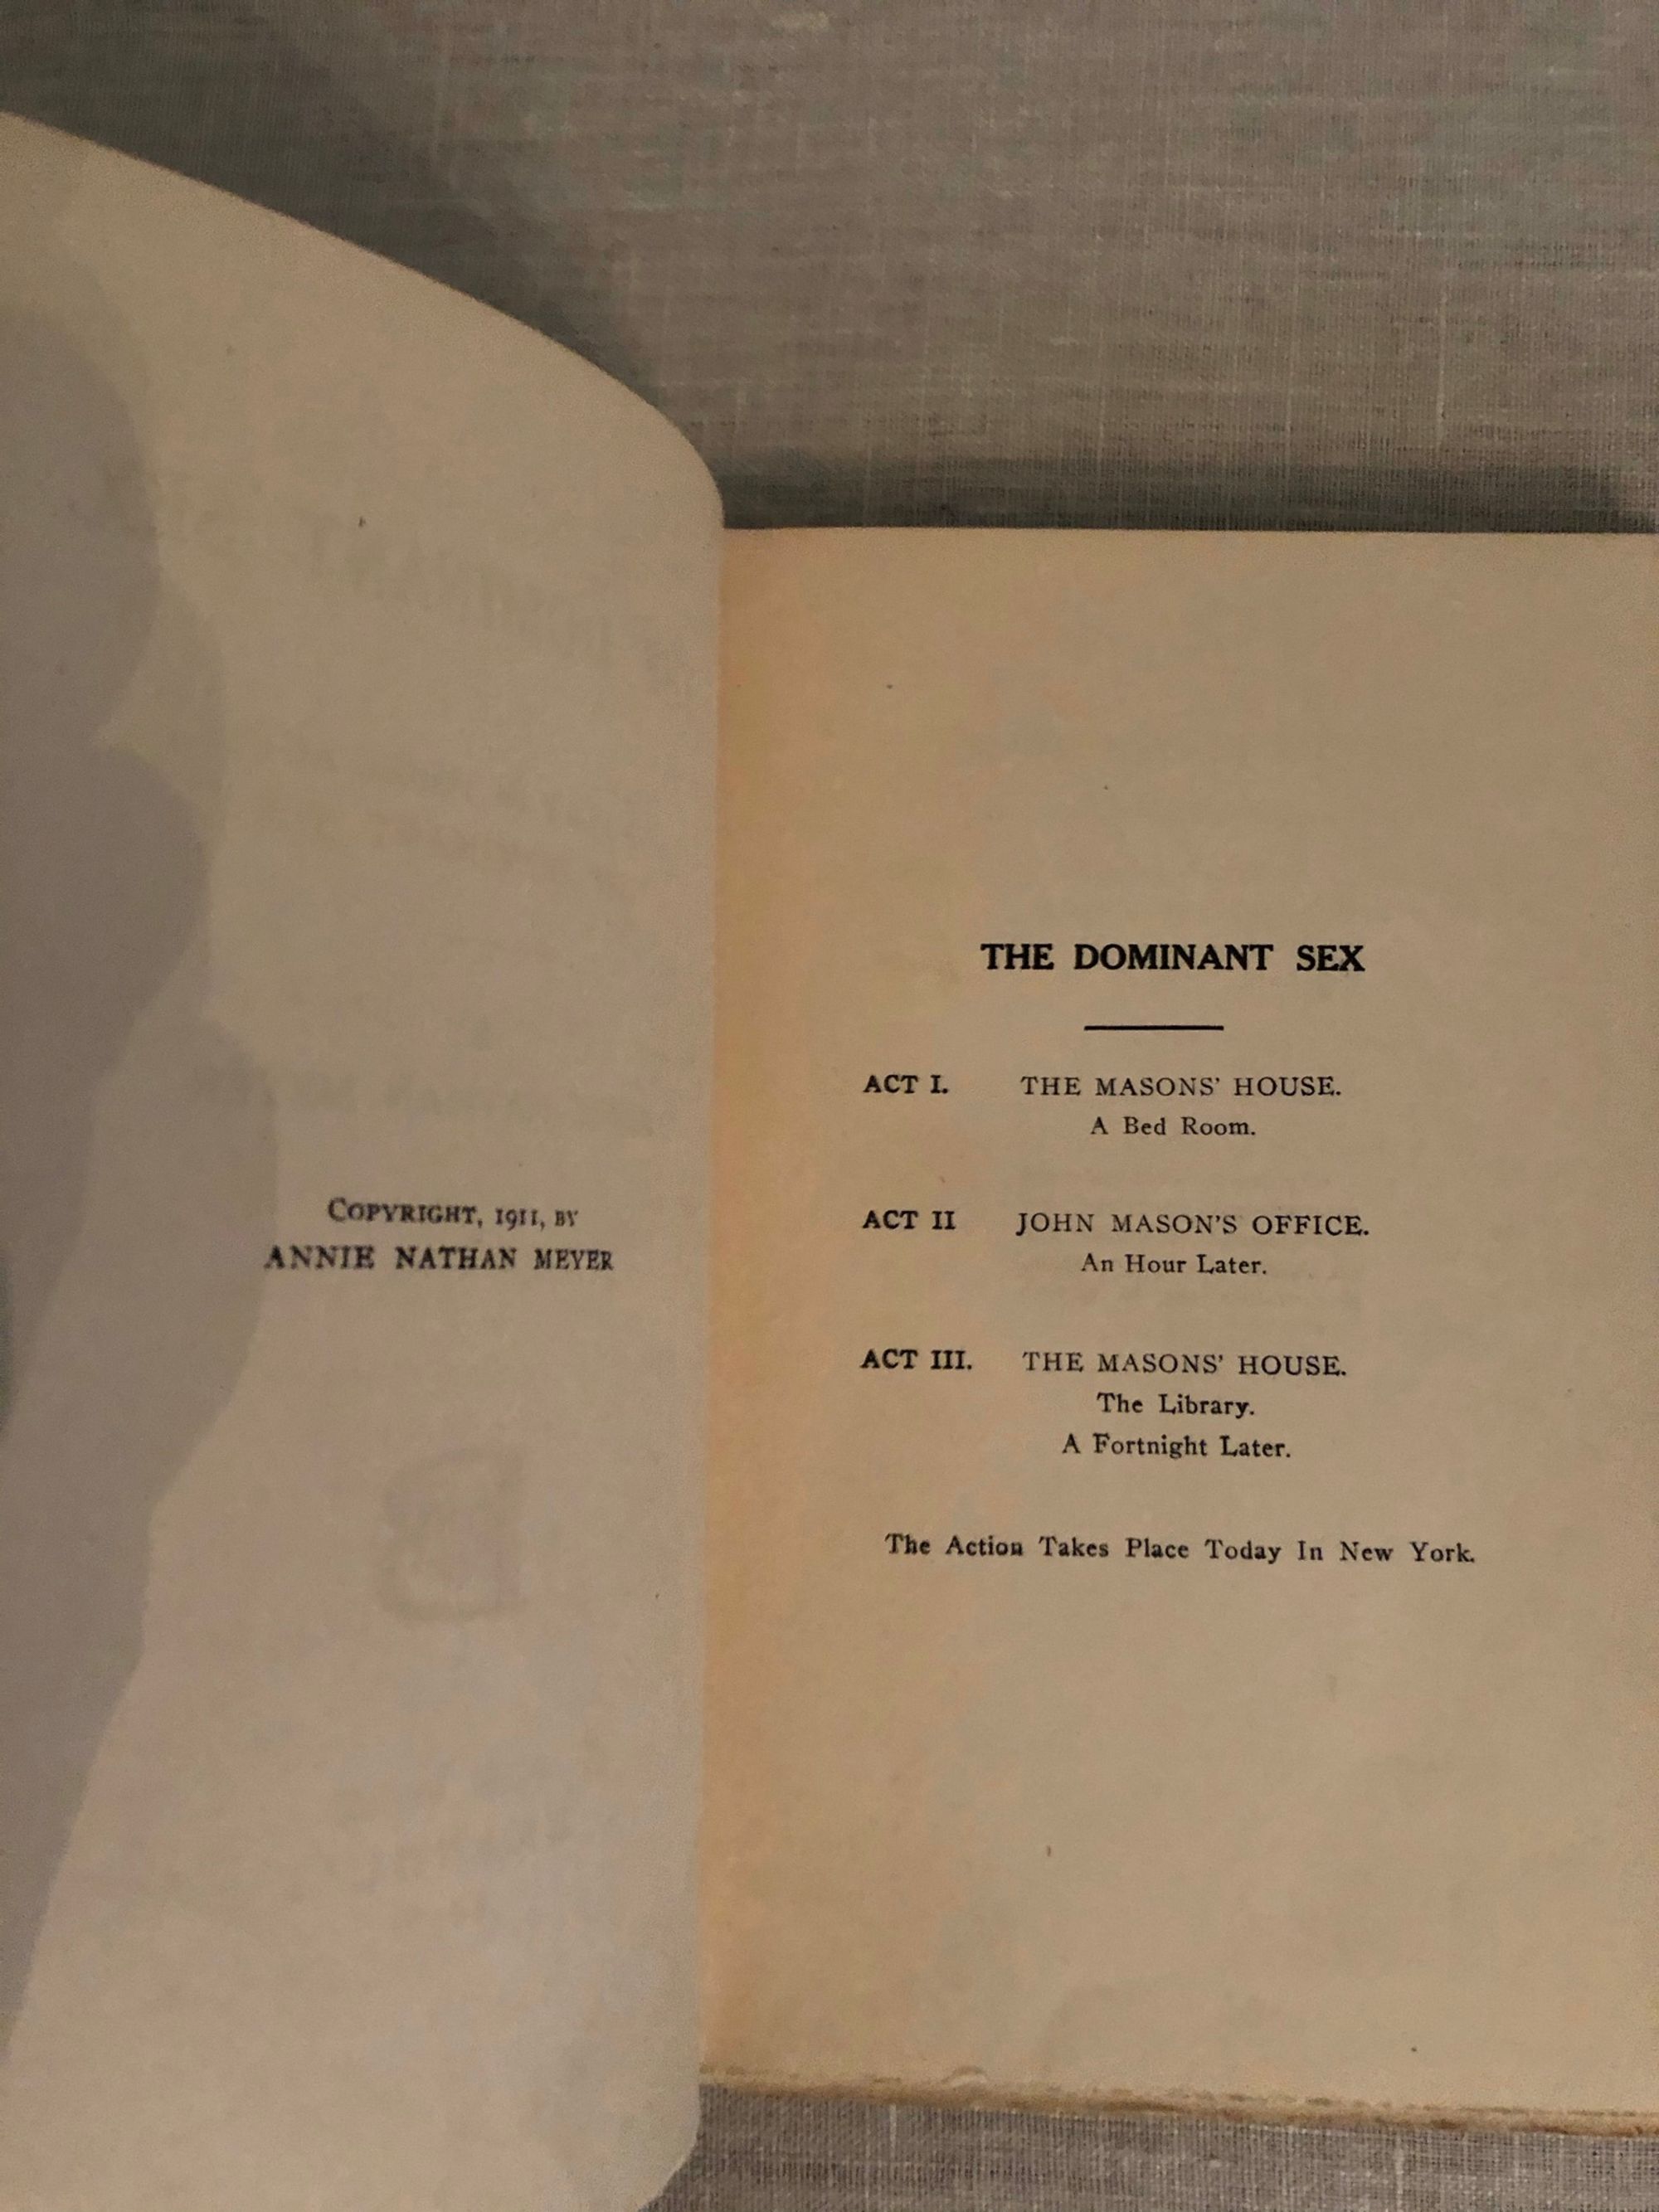 COPYRIGHT, 1911, BY
ANNIE NATHAN MEYER
THE DOMINANT SEX
ACT I. THE MASONS' HOUSE.
A Bed Room.
ACT II JOHN MASON'S OFFICE.
An Hour Later.
ACT III. THE MASONS' HOUSE.
The Library.
A Fortnight Later.
The Action Takes Place Today In New York.